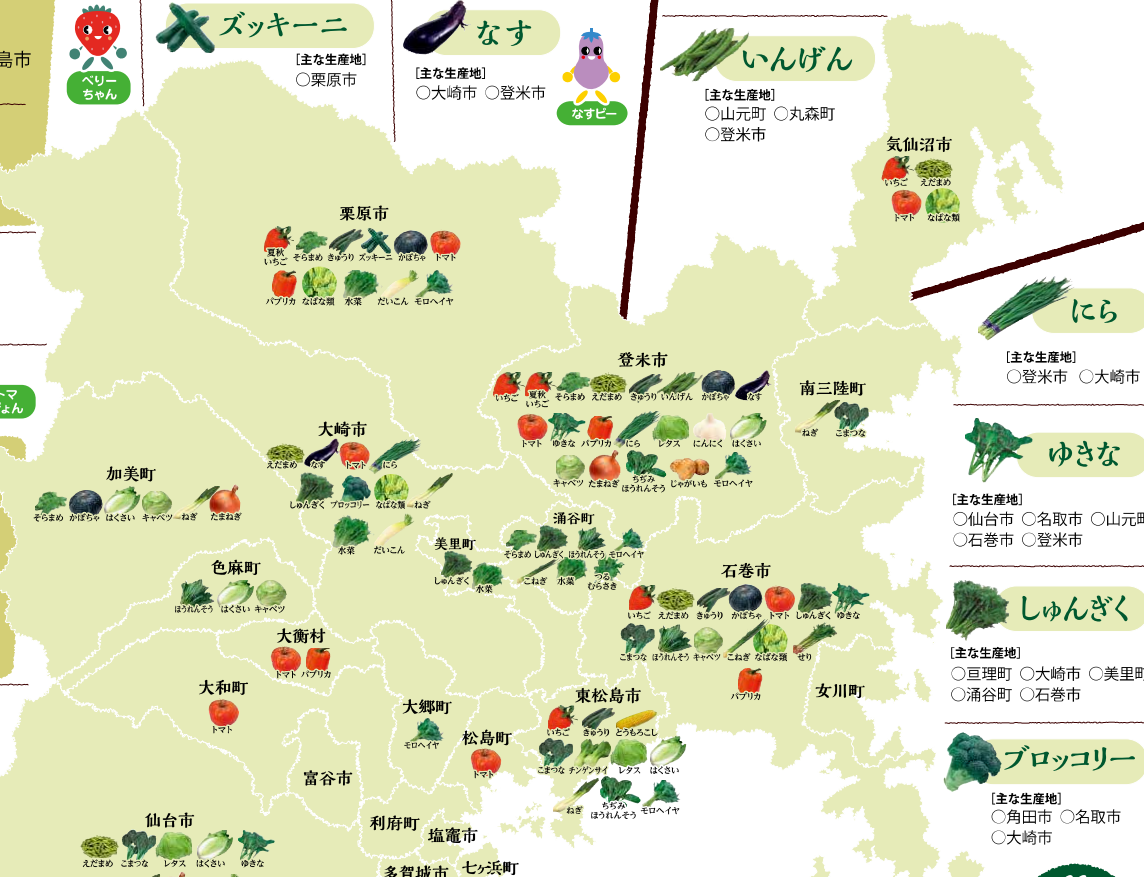 島市
ベリー
ちゃん
ズッキーニ
[主な生産地]
○栗原市
なす
[主な生産地]
○大崎市 ○登米市
なすピー
いんげん
[主な生産地]
○山元町 ○丸森町
○登米市
気仙沼市
いちご えだまめ
トマト なばな類
栗原市
夏秋
いちご そらまめ きゅうり ズッキーニ かぼちゃ トマト
パプリカ なばな類 水菜 だいこん モロヘイヤ
にら
[主な生産地]
○登米市 ○大崎市
登米市
いちご 夏秋
いちご そらまめ えだまめ きゅうり いんげん かぼちゃ なす
トマト ゆきな パプリカ にら レタス にんにく はくさい
キャベツ たまねぎ ちぢみ
ほうれんそう じゃがいも モロヘイヤ
南三陸町
ねぎ こまつな
トマ
ょん
大崎市
えだまめ なす トマト にら
しゅんぎく ブロッコリー なばな類 ねぎ
水菜 だいこん
加美町
そらまめ かぼちゃ はくさい キャベツ ねぎ たまねぎ
ゆきな
[主な生産地]
○仙台市 ○名取市 ○山元町
○石巻市 ○登米市
美里町
しゅんぎく 水菜
涌谷町
そらまめ しゅんぎく ほうれんそう モロヘイヤ
こねぎ 水菜 つる
むらさき
色麻町
ほうれんそう はくさい キャベツ
石巻市
いちご えだまめ きゅうり かぼちゃ トマト しゅんぎく ゆきな
こまつな ほうれんそう キャベツ こねぎ なばな類 せり
パプリカ
しゅんぎく
[主な生産地]
○亘理町 ○大崎市 ○美里町
○涌谷町 ○石巻市
大衡村
トマト パプリカ
大和町
トマト
大郷町
モロヘイヤ
松島町
トマト
東松島市
いちご きゅうり とうもろこし
こまつな チンゲンサイ レタス はくさい
ねぎ ちぢみ
ほうれんそう モロヘイヤ
女川町
ブロッコリー
[主な生産地]
○角田市 ○名取市
○大崎市
富谷市
利府町
塩竈市
仙台市
えだまめ こまつな レタス はくさい ゆきな
多賀城市
七ヶ浜町